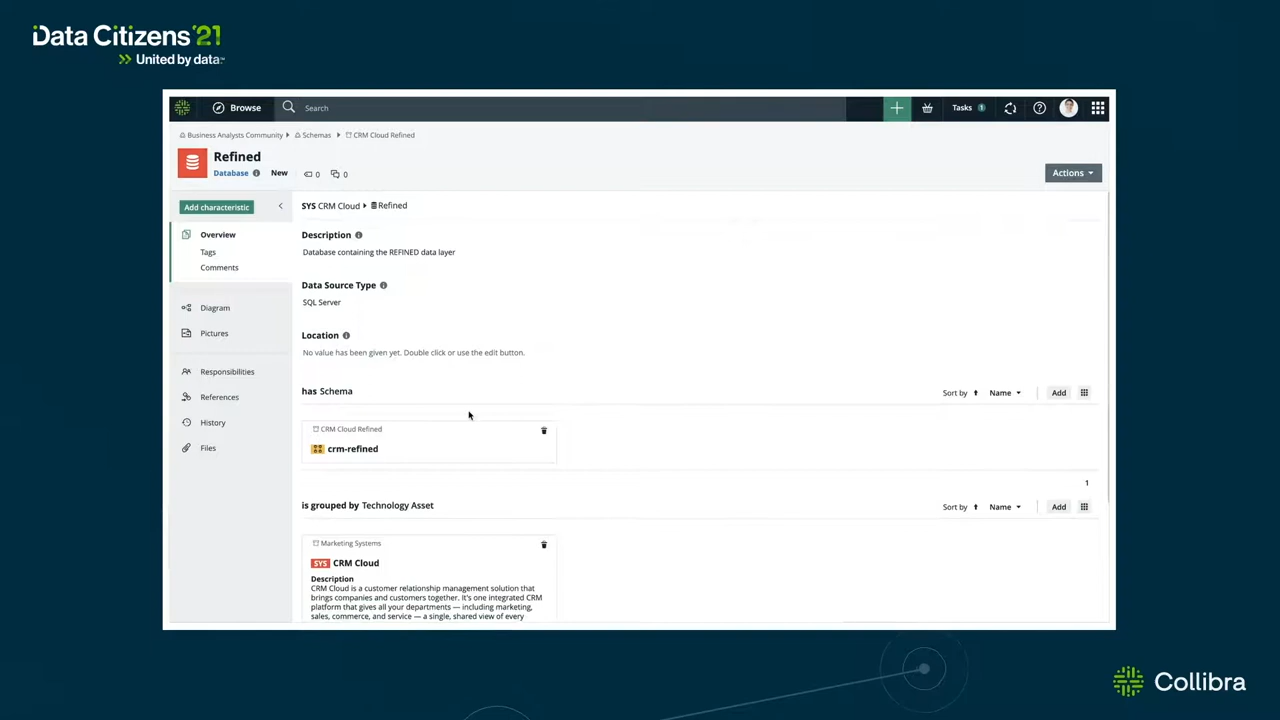 Data Citizens '21
United by data™
Browse
Search
Tasks 1
Business Analysts Community
Schemas
CRM Cloud Refined
Refined
Database
New
0
0
Actions
Add characteristic
SYS CRM Cloud
Refined
Overview
Tags
Comments
Diagram
Pictures
Responsibilities
References
History
Files
Description
Database containing the REFINED data layer
Data Source Type
SQL Server
Location
No value has been given yet. Double click or use the edit button.
has Schema
Sort by
Name
Add
CRM Cloud Refined
crm-refined
1
is grouped by Technology Asset
Sort by
Name
Add
Marketing Systems
SYS CRM Cloud
Description
CRM Cloud is a customer relationship management solution that
brings companies and customers together. It's one integrated CRM
platform that gives all your departments — including marketing,
sales, commerce, and service — a single, shared view of every
Collibra